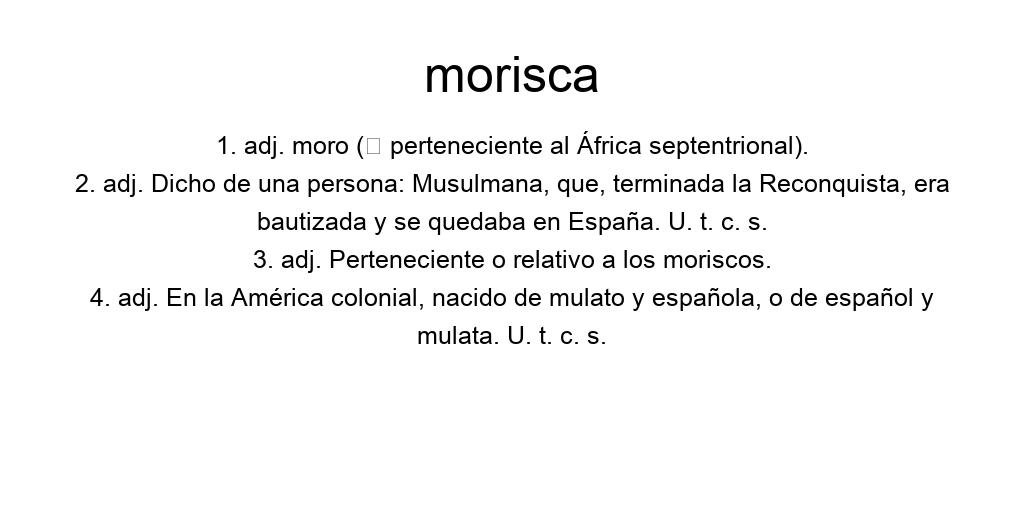 morisca
1. adj. moro (▯ perteneciente al África septentrional).
2. adj. Dicho de una persona: Musulmana, que, terminada la Reconquista, era
bautizada y se quedaba en España. U. t. c. s.
3. adj. Perteneciente o relativo a los moriscos.
4. adj. En la América colonial, nacido de mulato y española, o de español y
mulata. U. t. c. s.